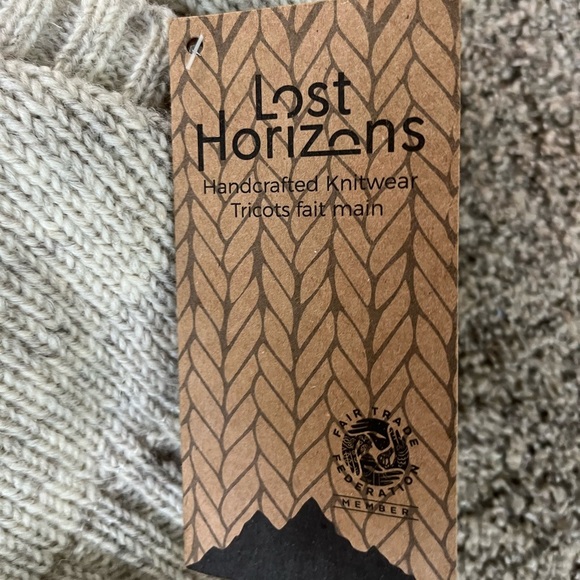 Lost
Horizons
Handcrafted Knitwear
Tricots fait main
FAIR TRADE
FEDERATION
MEMBER